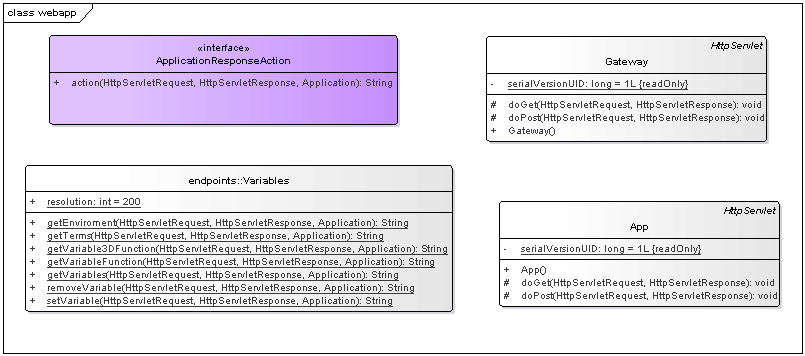 class webapp
«interface»
ApplicationResponseAction
+ action(HttpServletRequest, HttpServletResponse, Application): String
HttpServlet
Gateway
- serialVersionUID: long = 1L {readOnly}
# doGet(HttpServletRequest, HttpServletResponse): void
# doPost(HttpServletRequest, HttpServletResponse): void
+ Gateway()
endpoints::Variables
+ resolution: int = 200
+ getEnviroment(HttpServletRequest, HttpServletResponse, Application): String
+ getTerms(HttpServletRequest, HttpServletResponse, Application): String
+ getVariable3DFunction(HttpServletRequest, HttpServletResponse, Application): String
+ getVariableFunction(HttpServletRequest, HttpServletResponse, Application): String
+ getVariables(HttpServletRequest, HttpServletResponse, Application): String
+ removeVariable(HttpServletRequest, HttpServletResponse, Application): String
+ setVariable(HttpServletRequest, HttpServletResponse, Application): String
HttpServlet
App
- serialVersionUID: long = 1L {readOnly}
+ App()
# doGet(HttpServletRequest, HttpServletResponse): void
# doPost(HttpServletRequest, HttpServletResponse): void